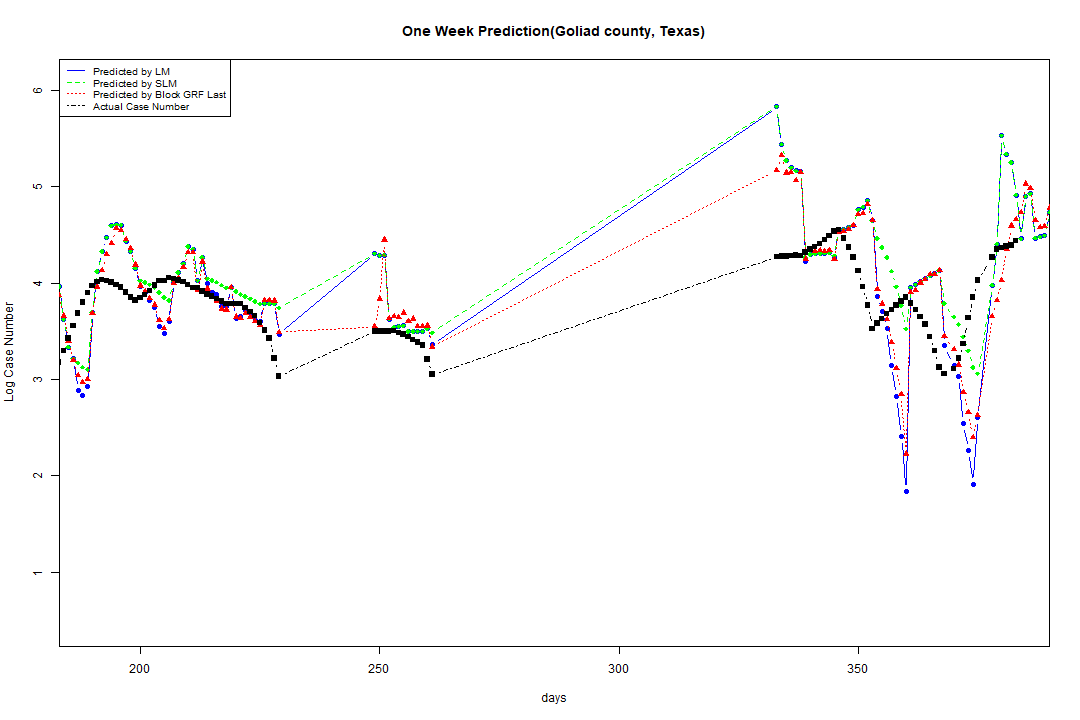 One Week Prediction(Goliad county, Texas)
Predicted by LM
Predicted by SLM
Predicted by Block GRF Last
Actual Case Number
6
5
4
3
2
1
Log Case Number
200
250
300
350
days